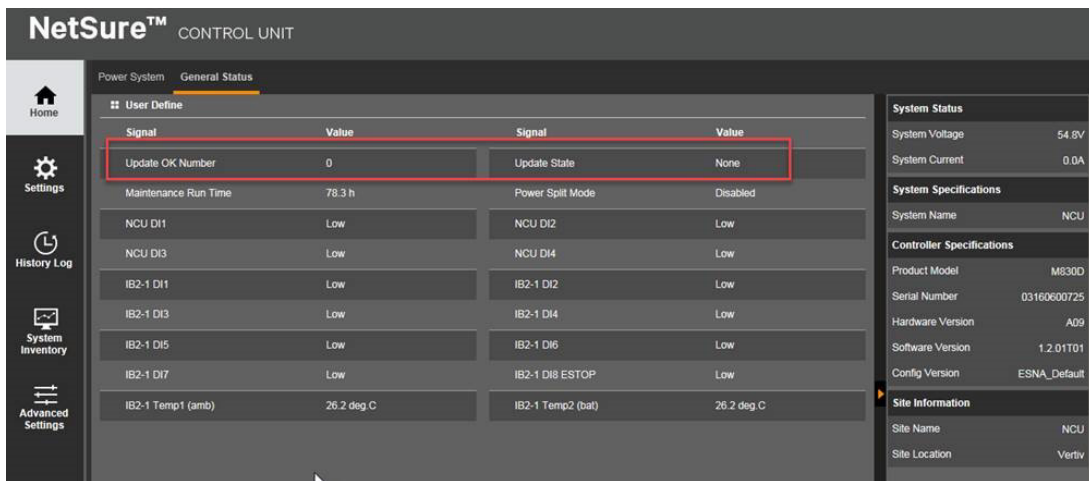 NetSure™ CONTROL UNIT
Home
Settings
History Log
System
Inventory
Advanced
Settings
Power System General Status
User Define
Signal Value Signal Value
Update OK Number 0 Update State None
Maintenance Run Time 78.3 h Power Split Mode Disabled
NCU DI1 Low NCU DI2 Low
NCU DI3 Low NCU DI4 Low
IB2-1 DI1 Low IB2-1 DI2 Low
IB2-1 DI3 Low IB2-1 DI4 Low
IB2-1 DI5 Low IB2-1 DI6 Low
IB2-1 DI7 Low IB2-1 DI8 ESTOP Low
IB2-1 Temp1 (amb) 26.2 deg.C IB2-1 Temp2 (bat) 26.2 deg.C
System Status
System Voltage 54.8V
System Current 0.0A
System Specifications
System Name NCU
Controller Specifications
Product Model M830D
Serial Number 03160600725
Hardware Version A09
Software Version 1.2.01T01
Config Version ESNA_Default
Site Information
Site Name NCU
Site Location Vertiv